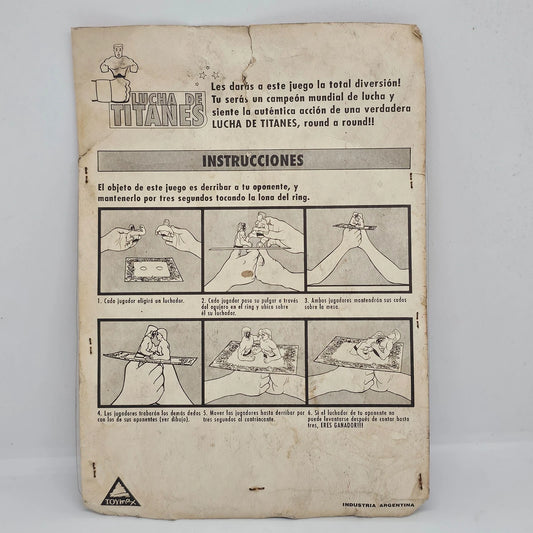 LUCHA DE
TITANES
Les darás a este juego la total diversión!
Tu serás un campeón mundial de lucha y
siente la auténtica acción de una verdadera
LUCHA DE TITANES, round a round!!
INSTRUCCIONES
El objeto de este juego es derribar a tu oponente, y
mantenerlo por tres segundos tocando la lona del ring.
1. Cada jugador eligirá un luchador.
2. Cada jugador pasa su pulgar a través
del agujero en el ring y ubica sobre
él su luchador.
3. Ambos jugadores mantendrán sus codos
sobre la mesa.
4. Los jugadores trabarán los demás dedos
con los de sus oponentes (ver dibujo).
5. Mover los jugadores hasta derribar por
tres segundos al contrincante.
6. Si el luchador de tu oponente no
puede levantarse después de contar hasta
tres, ERES GANADOR!!!
TOYMAX
INDUSTRIA ARGENTINA